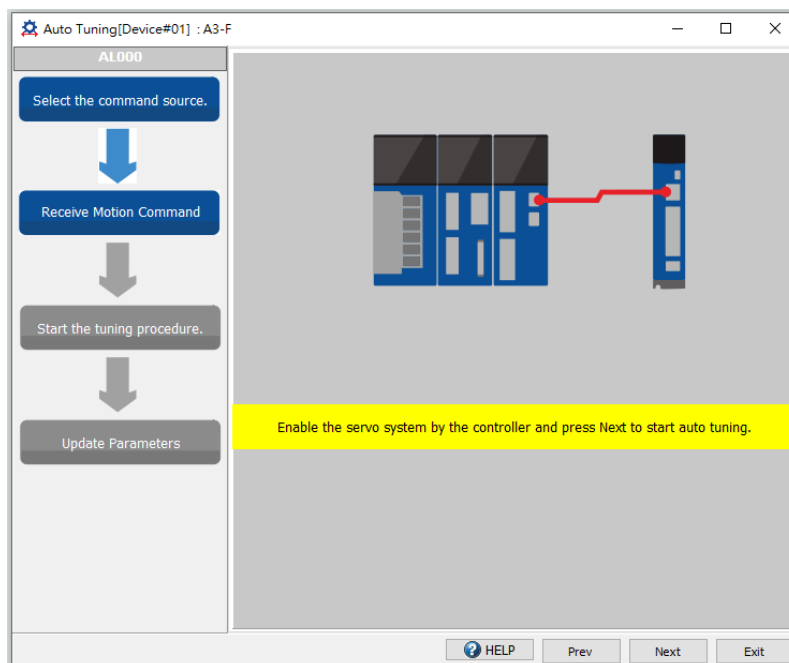 Auto Tuning[Device#01] : A3-F
AL000
Select the command source.
Receive Motion Command
Start the tuning procedure.
Update Parameters
Enable the servo system by the controller and press Next to start auto tuning.
HELP
Prev
Next
Exit